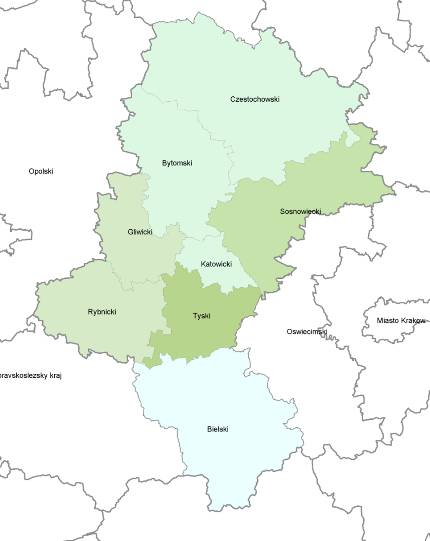 Czestochowski
Bytomski
Opolski
Sosnowiecki
Gliwicki
Katowicki
Rybnicki
Tyski
Miasto Krakow
Oswiecimski
oravskoslezsky kraj
Bielski